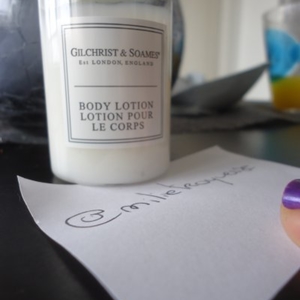 GILCHRIST & SOAMES®
EST LONDON, ENGLAND
BODY LOTION
LOTION POUR
LE CORPS